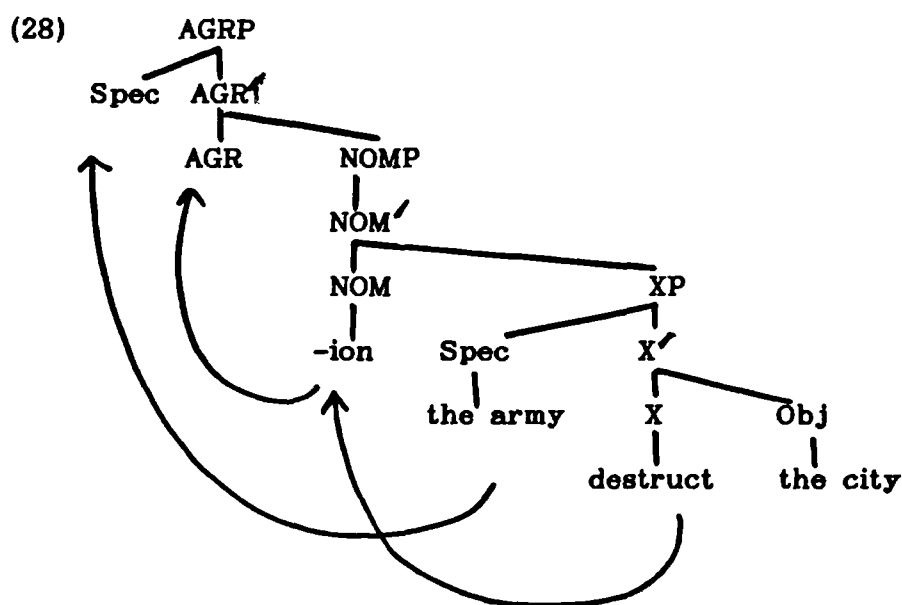 (28) AGRP
Spec AGR′
AGR NOMP
NOM′
NOM XP
-ion Spec X′
the army X Obj
destruct the city